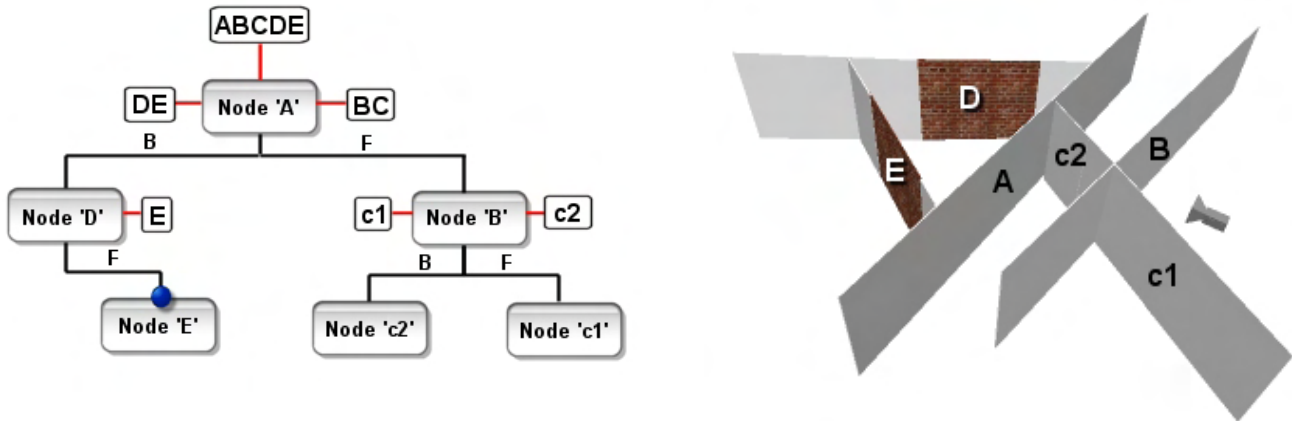 ABCDE
DE
Node 'A'
BC
B
F
Node 'D'
E
c1
Node 'B'
c2
F
B
F
Node 'E'
Node 'c2'
Node 'c1'
D
E
A
c2
B
c1